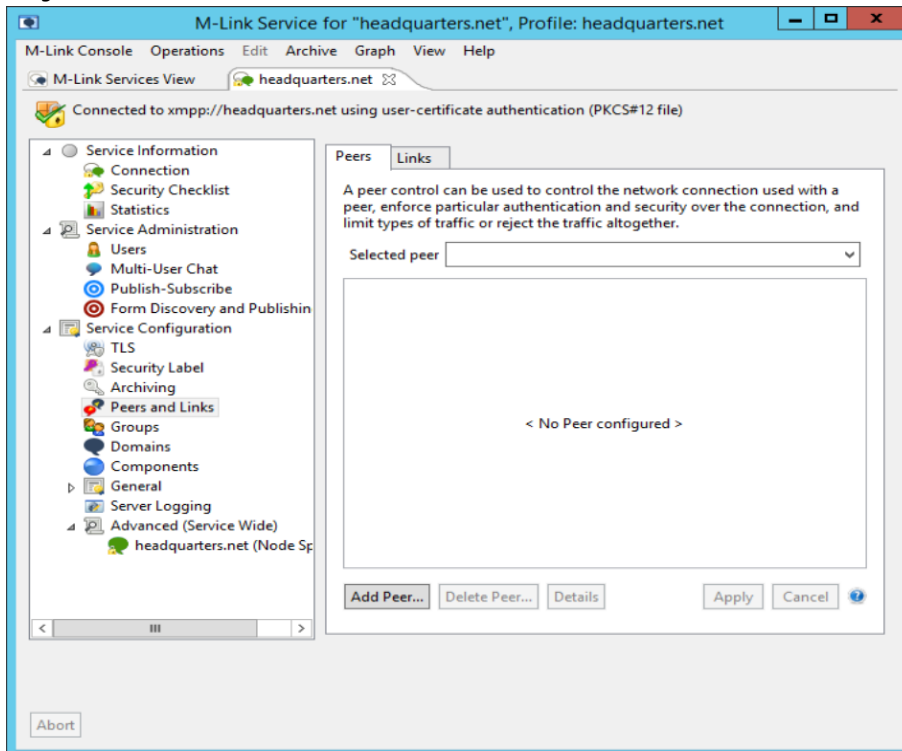 M-Link Service for "headquarters.net", Profile: headquarters.net
M-Link Console Operations Edit Archive Graph View Help
M-Link Services View headquarters.net
Connected to xmpp://headquarters.net using user-certificate authentication (PKCS#12 file)
Service Information
Connection
Security Checklist
Statistics
Service Administration
Users
Multi-User Chat
Publish-Subscribe
Form Discovery and Publishin
Service Configuration
TLS
Security Label
Archiving
Peers and Links
Groups
Domains
Components
General
Server Logging
Advanced (Service Wide)
headquarters.net (Node Sp
Peers Links
A peer control can be used to control the network connection used with a
peer, enforce particular authentication and security over the connection, and
limit types of traffic or reject the traffic altogether.
Selected peer
< No Peer configured >
Add Peer... Delete Peer... Details Apply Cancel
Abort